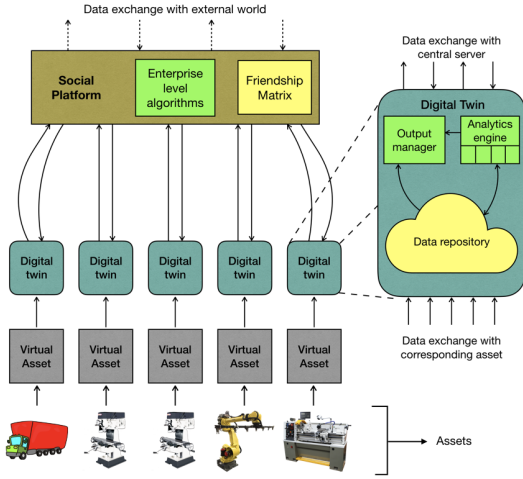 Data exchange with external world
Social
Platform
Enterprise
level
algorithms
Friendship
Matrix
Digital
twin
Digital
twin
Digital
twin
Digital
twin
Digital
twin
Virtual
Asset
Virtual
Asset
Virtual
Asset
Virtual
Asset
Virtual
Asset
Data exchange with
central server
Digital Twin
Output
manager
Analytics
engine
Data repository
Data exchange with
corresponding asset
Assets